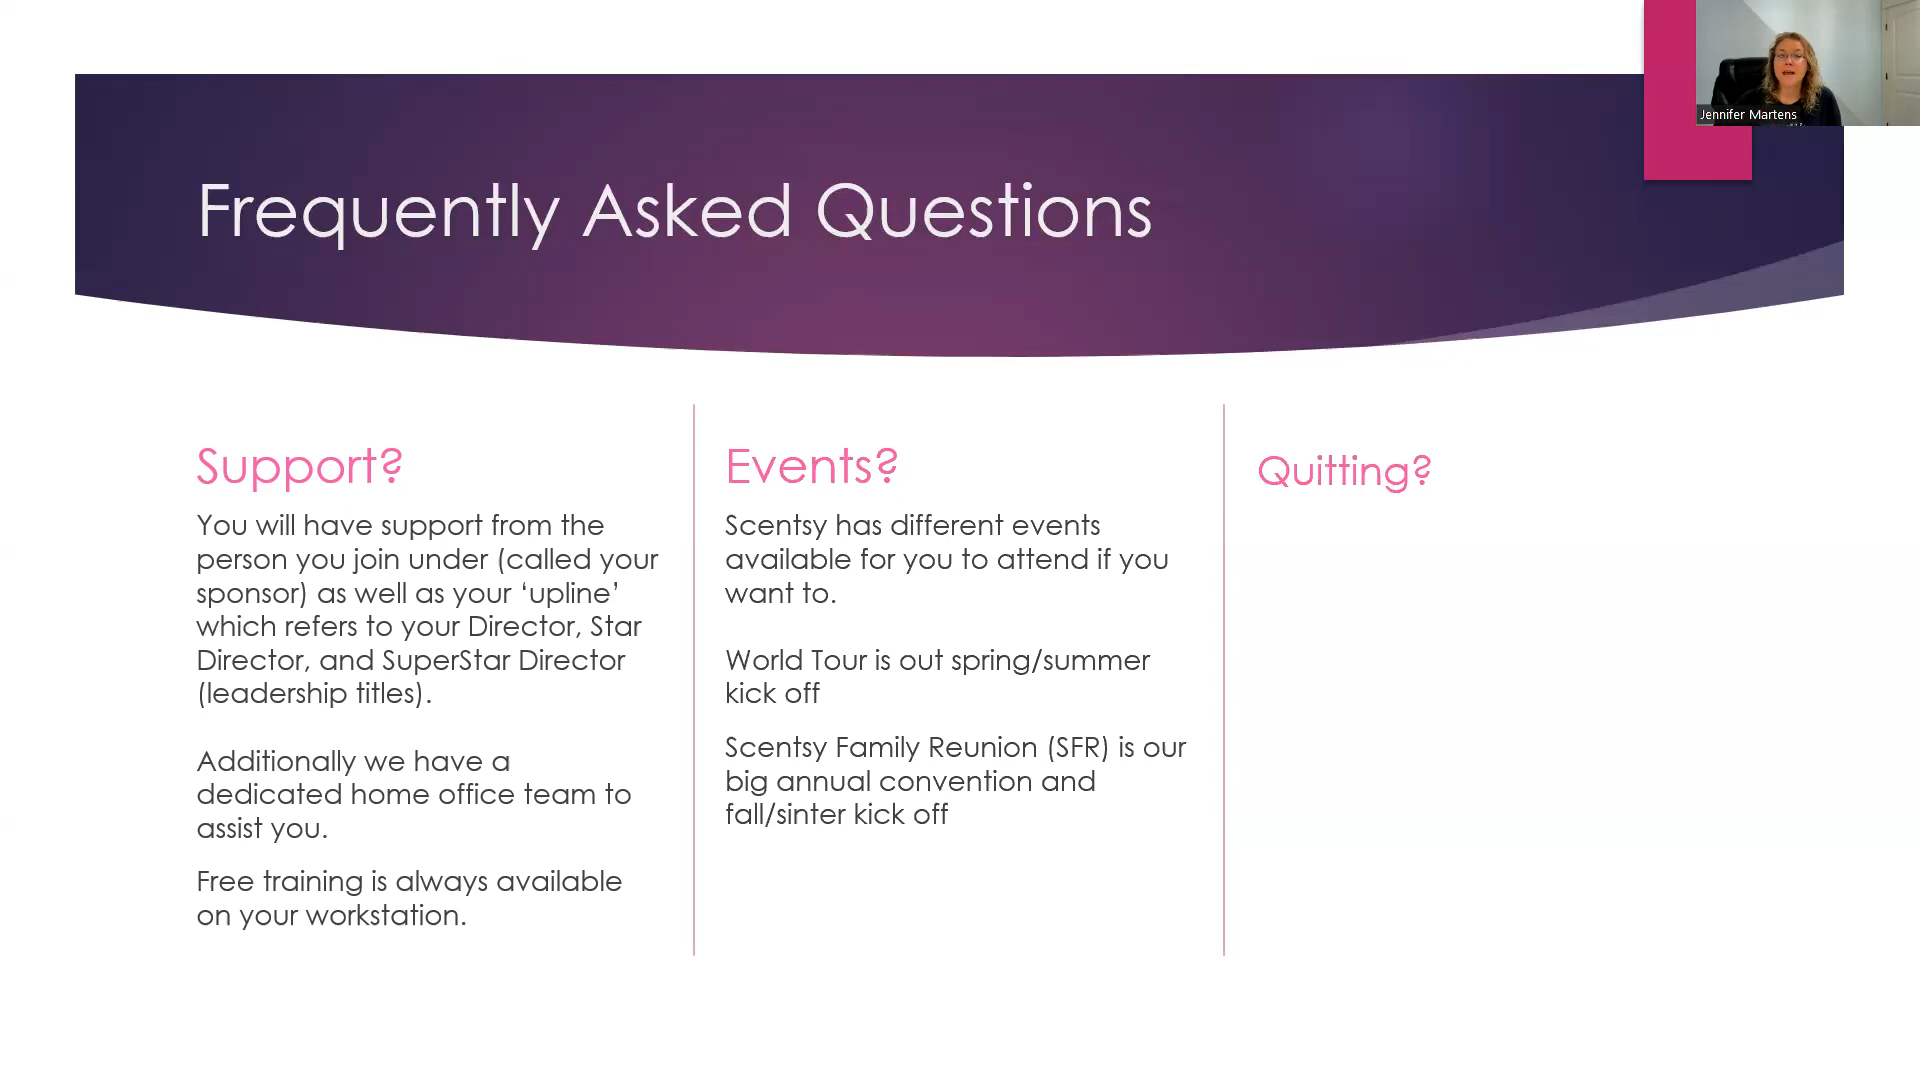 Jennifer Martens
Frequently Asked Questions
Support?
You will have support from the
person you join under (called your
sponsor) as well as your ‘upline’
which refers to your Director, Star
Director, and SuperStar Director
(leadership titles).
Additionally we have a
dedicated home office team to
assist you.
Free training is always available
on your workstation.
Events?
Scentsy has different events
available for you to attend if you
want to.
World Tour is out spring/summer
kick off
Scentsy Family Reunion (SFR) is our
big annual convention and
fall/sinter kick off
Quitting?